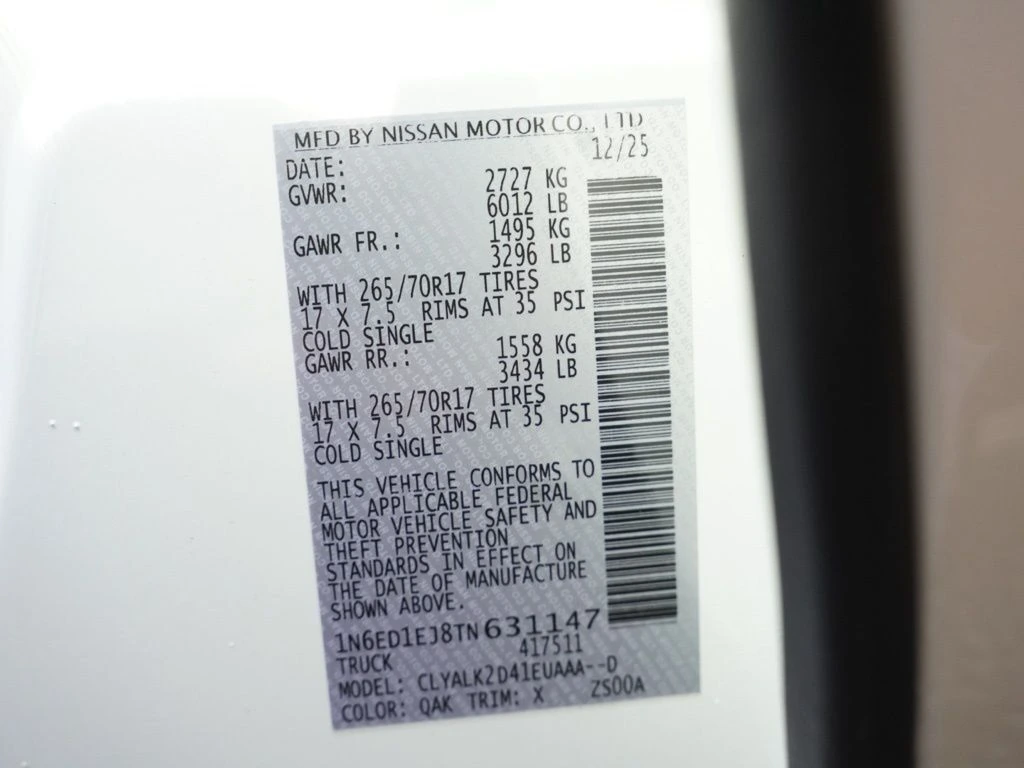 MFD BY NISSAN MOTOR CO., LTD
DATE: 12/25
GVWR: 2727 KG
6012 LB
GAWR FR.: 1495 KG
3296 LB
WITH 265/70R17 TIRES
17 X 7.5 RIMS AT 35 PSI
COLD SINGLE
GAWR RR.: 1558 KG
3434 LB
WITH 265/70R17 TIRES
17 X 7.5 RIMS AT 35 PSI
COLD SINGLE
THIS VEHICLE CONFORMS TO
ALL APPLICABLE FEDERAL
MOTOR VEHICLE SAFETY AND
THEFT PREVENTION
STANDARDS IN EFFECT ON
THE DATE OF MANUFACTURE
SHOWN ABOVE.
1N6ED1EJ8TN631147
TRUCK 417511
MODEL: CLYALK2D41EUAAA--D
COLOR: QAK TRIM: X ZS00A